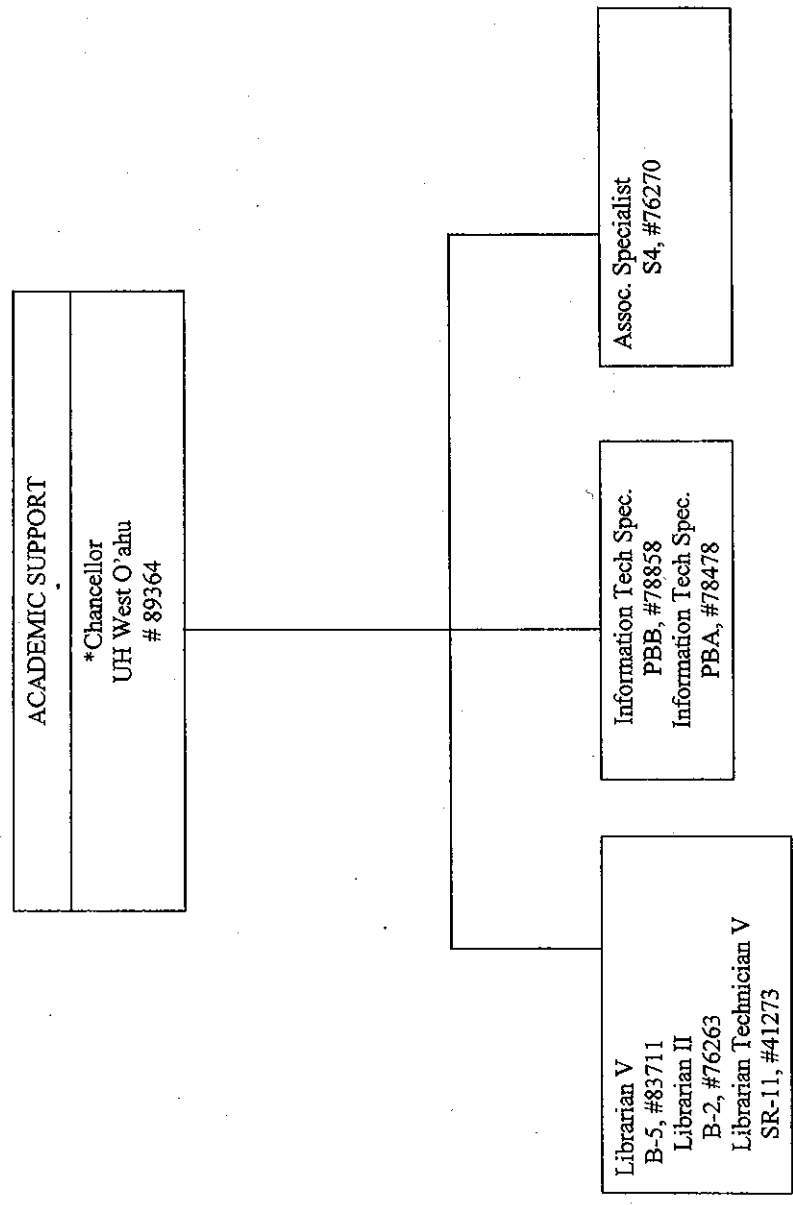 ACADEMIC SUPPORT
*Chancellor
UH West O’ahu
# 89364
Librarian V
B-5, #83711
Librarian II
B-2, #76263
Librarian Technician V
SR-11, #41273
Information Tech Spec.
PBB, #78858
Information Tech Spec.
PBA, #78478
Assoc. Specialist
S4, #76270